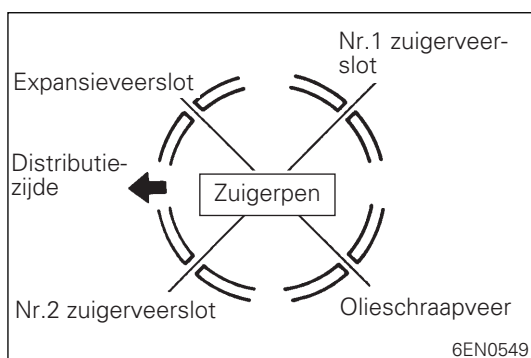 Nr.1 zuigerveer-
slot
Expansieveerslot
Distributie-
zijde
Zuigerpen
Nr.2 zuigerveerslot
Olieschraapveer
6EN0549